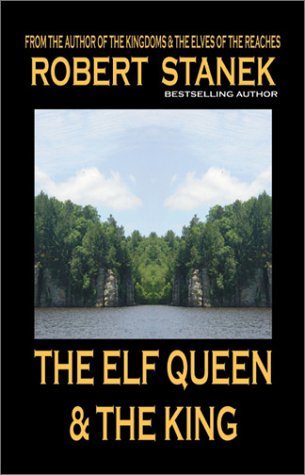 FROM THE AUTHOR OF THE KINGDOMS & THE ELVES OF THE REACHES
ROBERT STANEK
BESTSELLING AUTHOR
THE ELF QUEEN
& THE KING